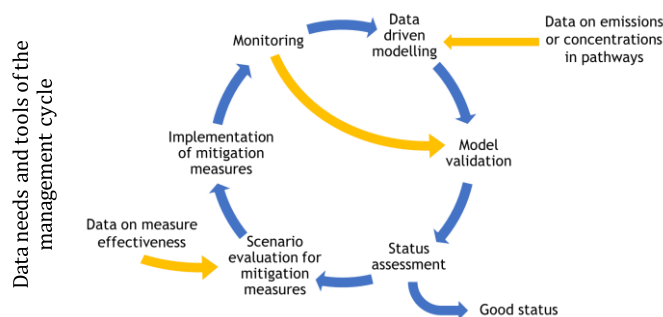 Data needs and tools of the
management cycle
Monitoring
Data
driven
modelling
Data on emissions
or concentrations
in pathways
Model
validation
Status
assessment
Good status
Scenario
evaluation for
mitigation
measures
Data on measure
effectiveness
Implementation
of mitigation
measures